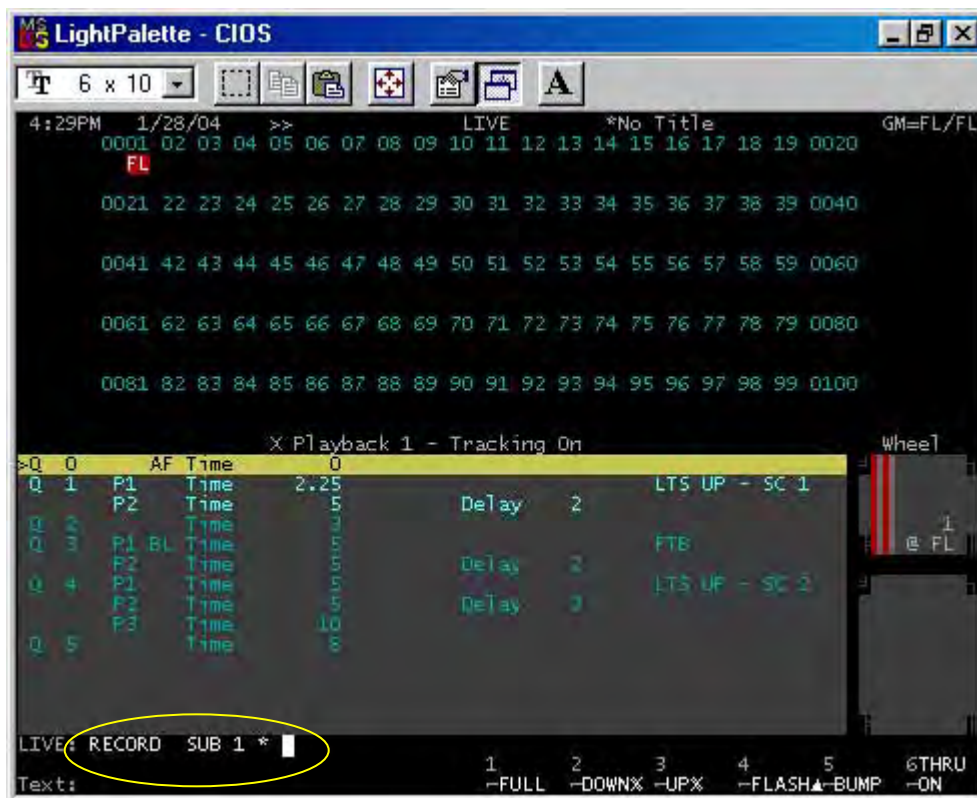 LightPalette - CIOS
6 x 10
A
4:29PM 1/28/04 >> LIVE *No Title GM=FL/FL
0001 02 03 04 05 06 07 08 09 10 11 12 13 14 15 16 17 18 19 0020
FL
0021 22 23 24 25 26 27 28 29 30 31 32 33 34 35 36 37 38 39 0040
0041 42 43 44 45 46 47 48 49 50 51 52 53 54 55 56 57 58 59 0060
0061 62 63 64 65 66 67 68 69 70 71 72 73 74 75 76 77 78 79 0080
0081 82 83 84 85 86 87 88 89 90 91 92 93 94 95 96 97 98 99 0100
X Playback 1 - Tracking On Wheel
>Q 0 AF Time 0
Q 1 P1 Time 2.25 LTS UP - SC 1
P2 Time 5 Delay 2
Q 2 Time 3
Q 3 P1 BL Time 5 FTB
P2 Time 5 Delay 2
Q 4 P1 Time 5 LTS UP - SC 2
P2 Time 5 Delay
P3 Time 10
Q 5 Time
1
@ FL
LIVE: RECORD SUB 1 *
1 2 3 4 5 6THRU
Text: FULL DOWN% UP% FLASH▲ BUMP ON